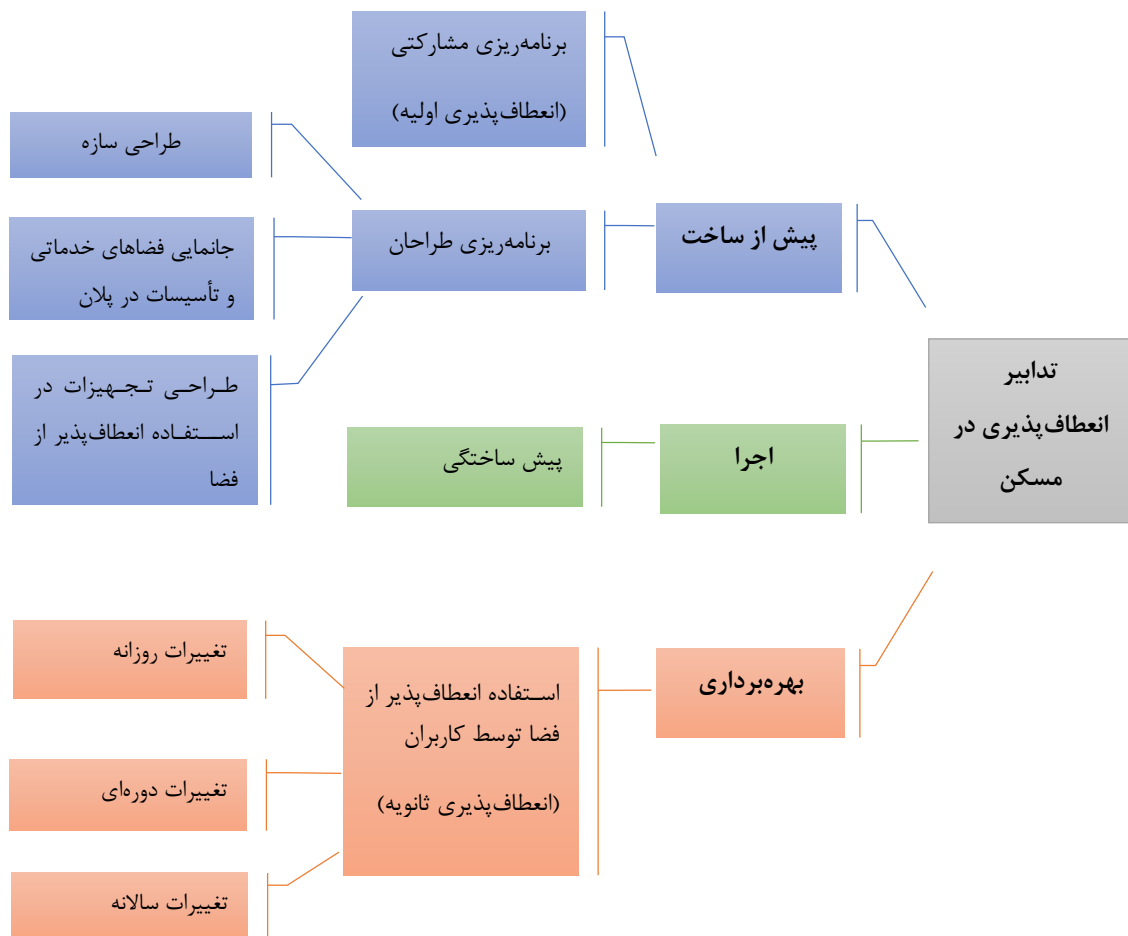 تدابیر
انعطاف‌پذیری در
مسکن
پیش از ساخت
برنامه‌ریزی مشارکتی
(انعطاف‌پذیری اولیه)
برنامه‌ریزی طراحان
طراحی سازه
جانمایی فضاهای خدماتی
و تأسیسات در پلان
طراحی تجهیزات در
استفاده انعطاف‌پذیر از
فضا
اجرا
پیش ساختگی
بهره‌برداری
استفاده انعطاف‌پذیر از
فضا توسط کاربران
(انعطاف‌پذیری ثانویه)
تغییرات روزانه
تغییرات دوره‌ای
تغییرات سالانه